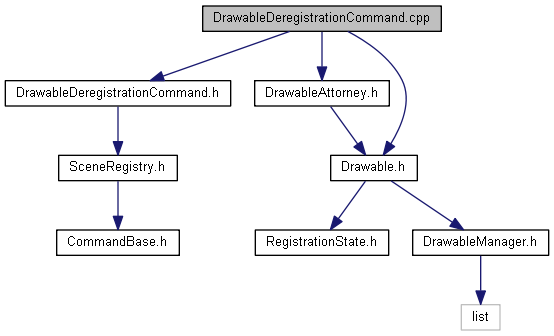 DrawableDeregistrationCommand.cpp
DrawableDeregistrationCommand.h
DrawableAttorney.h
SceneRegistry.h
Drawable.h
CommandBase.h
RegistrationState.h
DrawableManager.h
list